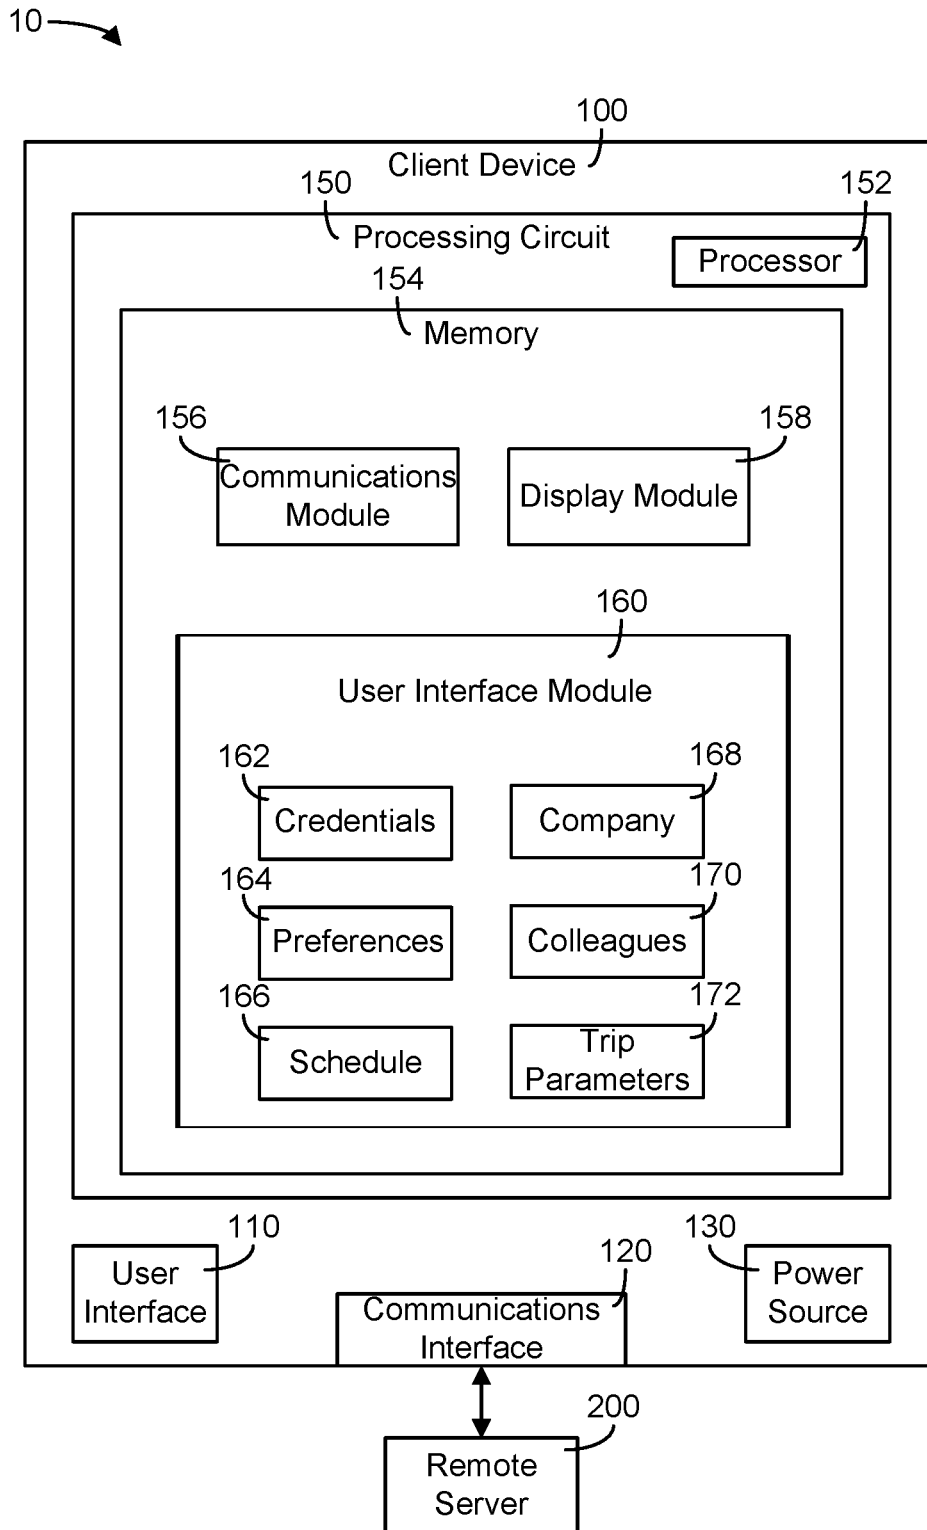 10
100
Client Device
150
152
Processing Circuit
Processor
154
Memory
156
158
Communications
Module
Display Module
160
User Interface Module
162
168
Credentials
Company
164
170
Preferences
Colleagues
166
172
Schedule
Trip
Parameters
110
120
130
User
Interface
Communications
Interface
Power
Source
200
Remote
Server